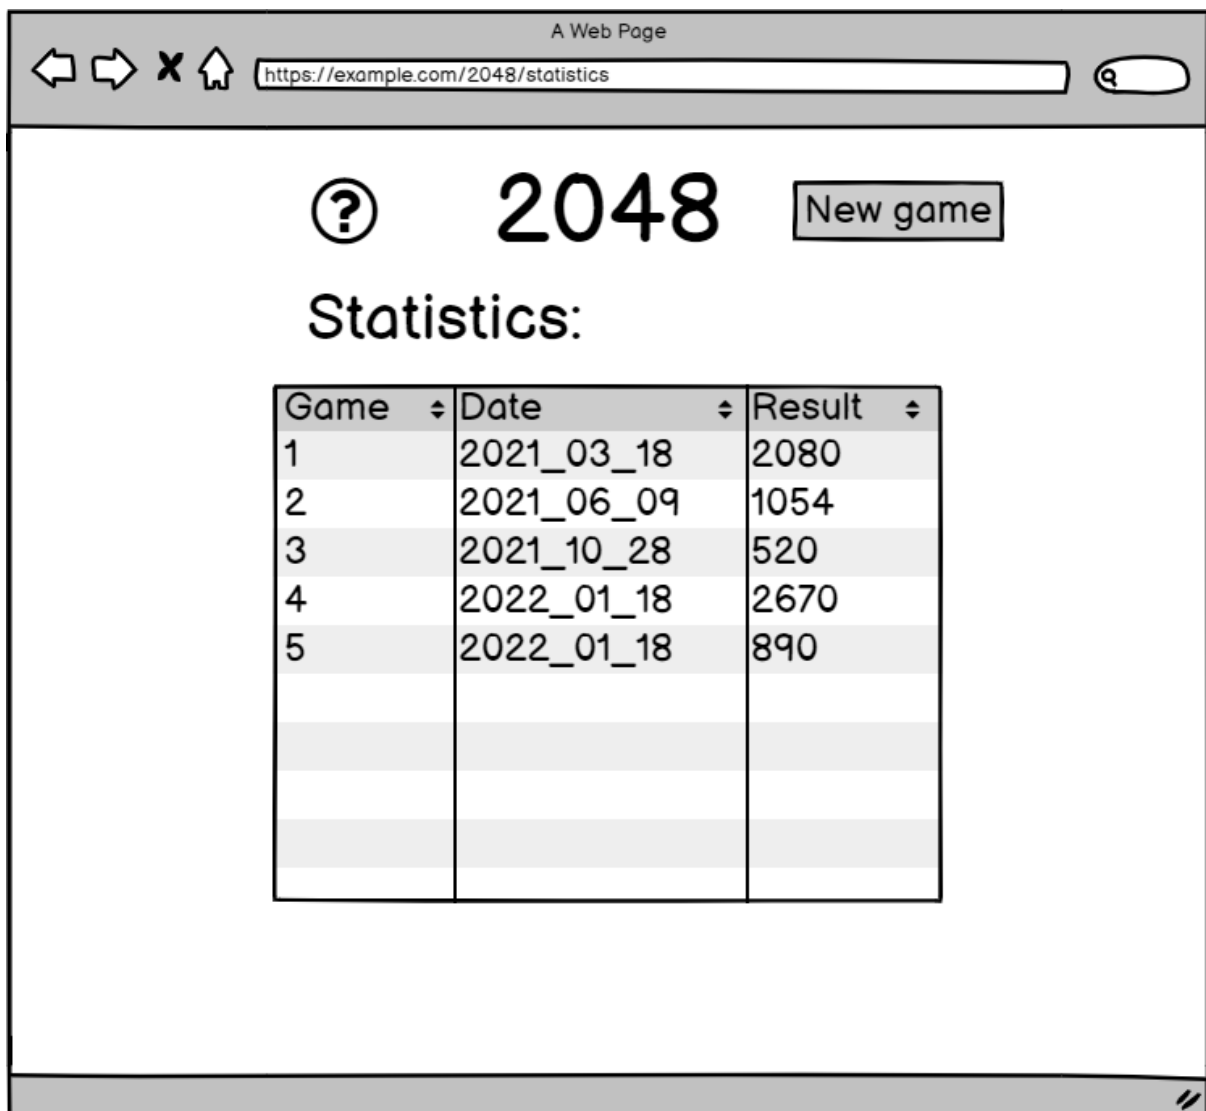 A Web Page
https://example.com/2048/statistics
? 2048 New game
Statistics:
Game Date Result
1 2021_03_18 2080
2 2021_06_09 1054
3 2021_10_28 520
4 2022_01_18 2670
5 2022_01_18 890